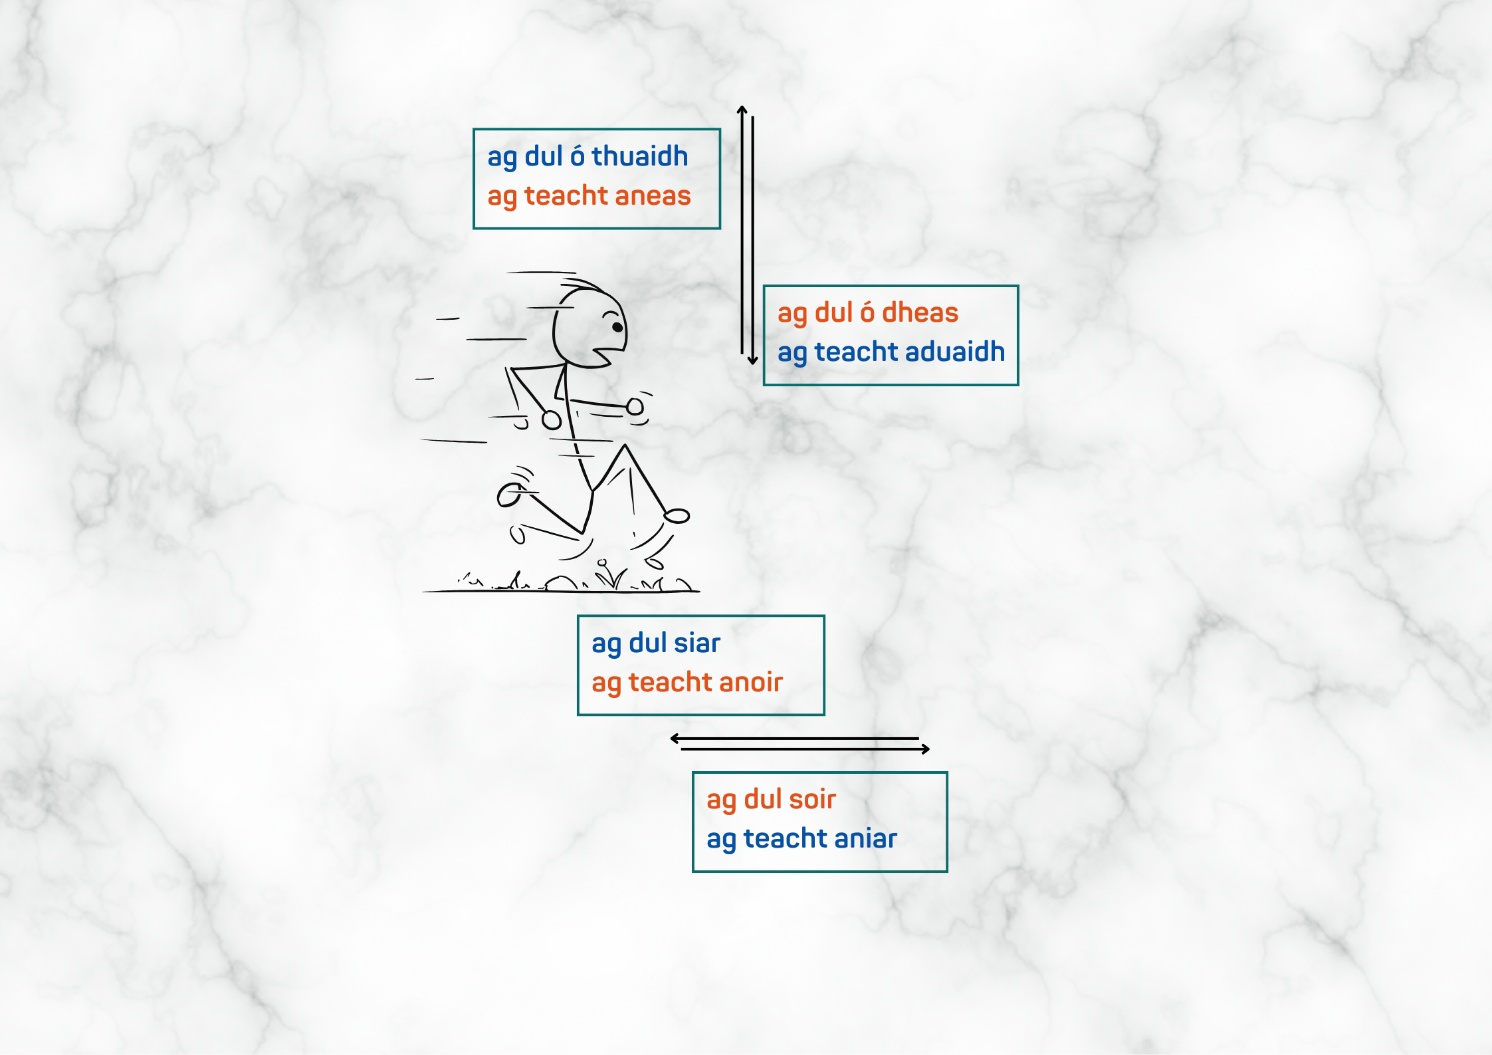 ag dul ó thuaidh
ag teacht aneas
ag dul ó dheas
ag teacht aduaidh
ag dul siar
ag teacht anoir
ag dul soir
ag teacht aniar